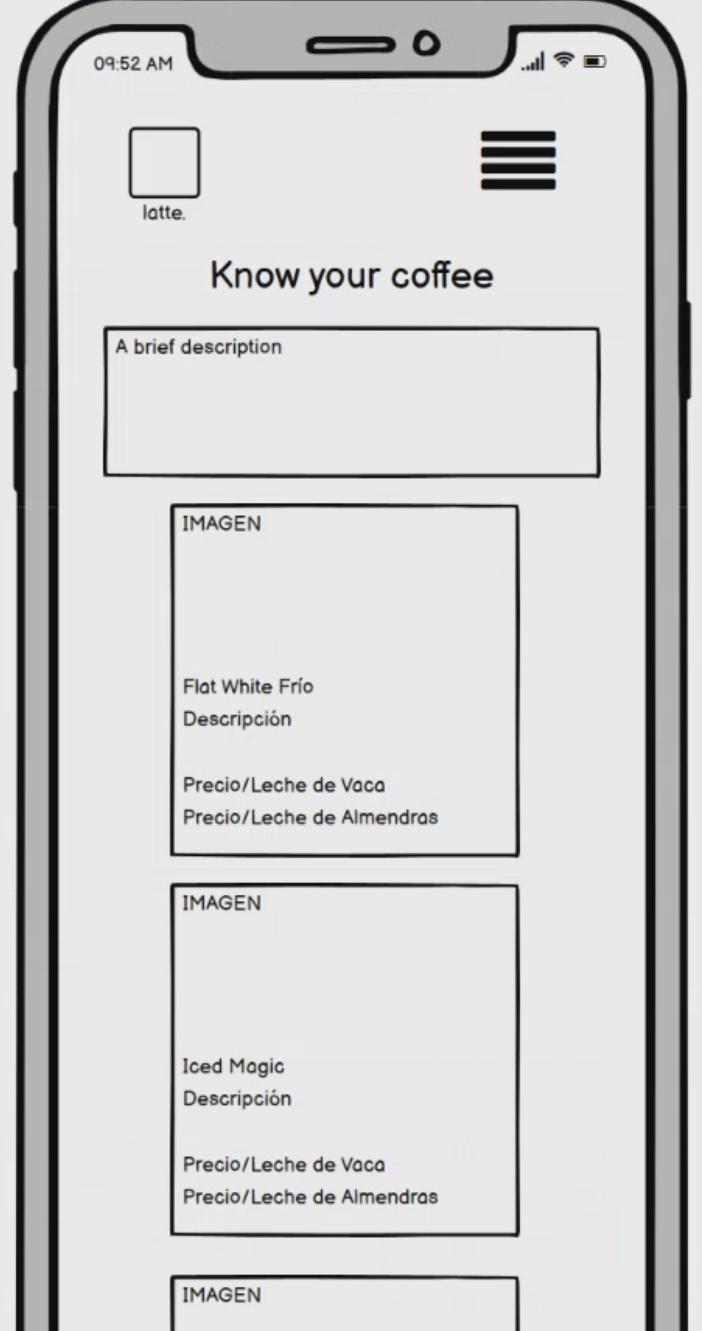 09:52 AM
latte.
Know your coffee
A brief description
IMAGEN
Flat White Frío
Descripción
Precio/Leche de Vaca
Precio/Leche de Almendras
IMAGEN
Iced Magic
Descripción
Precio/Leche de Vaca
Precio/Leche de Almendras
IMAGEN